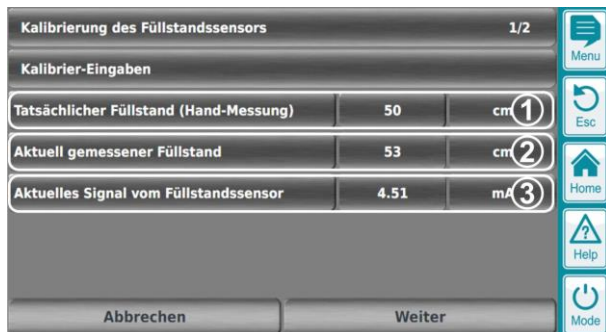 Kalibrierung des Füllstandssensors 1/2
Menu
Kalibrier-Eingaben
Tatsächlicher Füllstand (Hand-Messung) 50 cm 1
Esc
Aktuell gemessener Füllstand 53 cm 2
Aktuelles Signal vom Füllstandssensor 4.51 mA 3
Home
? Help
Abbrechen Weiter
Mode